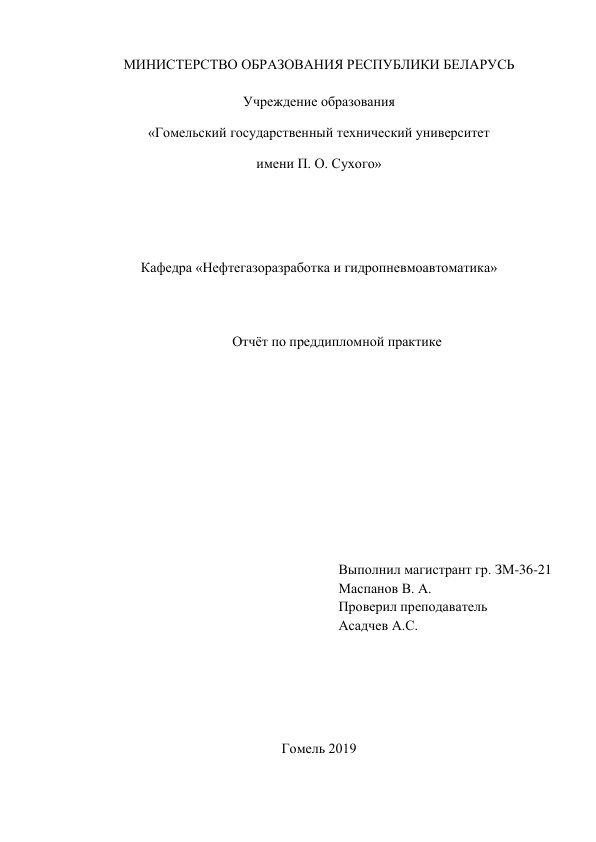 МИНИСТЕРСТВО ОБРАЗОВАНИЯ РЕСПУБЛИКИ БЕЛАРУСЬ
Учреждение образования
«Гомельский государственный технический университет
имени П. О. Сухого»
Кафедра «Нефтегазоразработка и гидропневмоавтоматика»
Отчёт по преддипломной практике
Выполнил магистрант гр. ЗМ-36-21
Маспанов В. А.
Проверил преподаватель
Асадчев А.С.
Гомель 2019